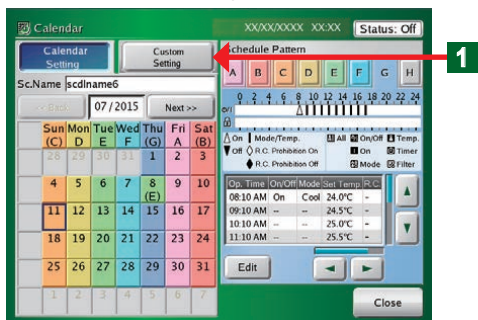 Calendar
XX/XX/XXXX XX:XX
Status: Off
Calendar
Setting
Custom
Setting
1
Sc.Name scdlname6
<< Back 07 / 2015 Next >>
Sun Mon Tue Wed Thu Fri Sat
(C) D E F (G) A (B)
28 29 30 31 1 2 3
4 5 6 7 8 9 10
(E)
11 12 13 14 15 16 17
18 19 20 21 22 23 24
25 26 27 28 29 30 31
1 2 3 4 5 6 7
Schedule Pattern
A B C D E F G H
0 2 4 6 8 10 12 14 16 18 20 22 24
On Mode/Temp. All On/Off Temp.
Off R.C. Prohibition On On Timer
R.C. Prohibition Off Mode Filter
Op. Time On/Off Mode Set Temp R.C.
08:10 AM On Cool 24.0°C -
09:10 AM -- -- 24.5°C -
10:10 AM -- -- 25.0°C -
11:10 AM -- -- 25.5°C -
Edit
Close